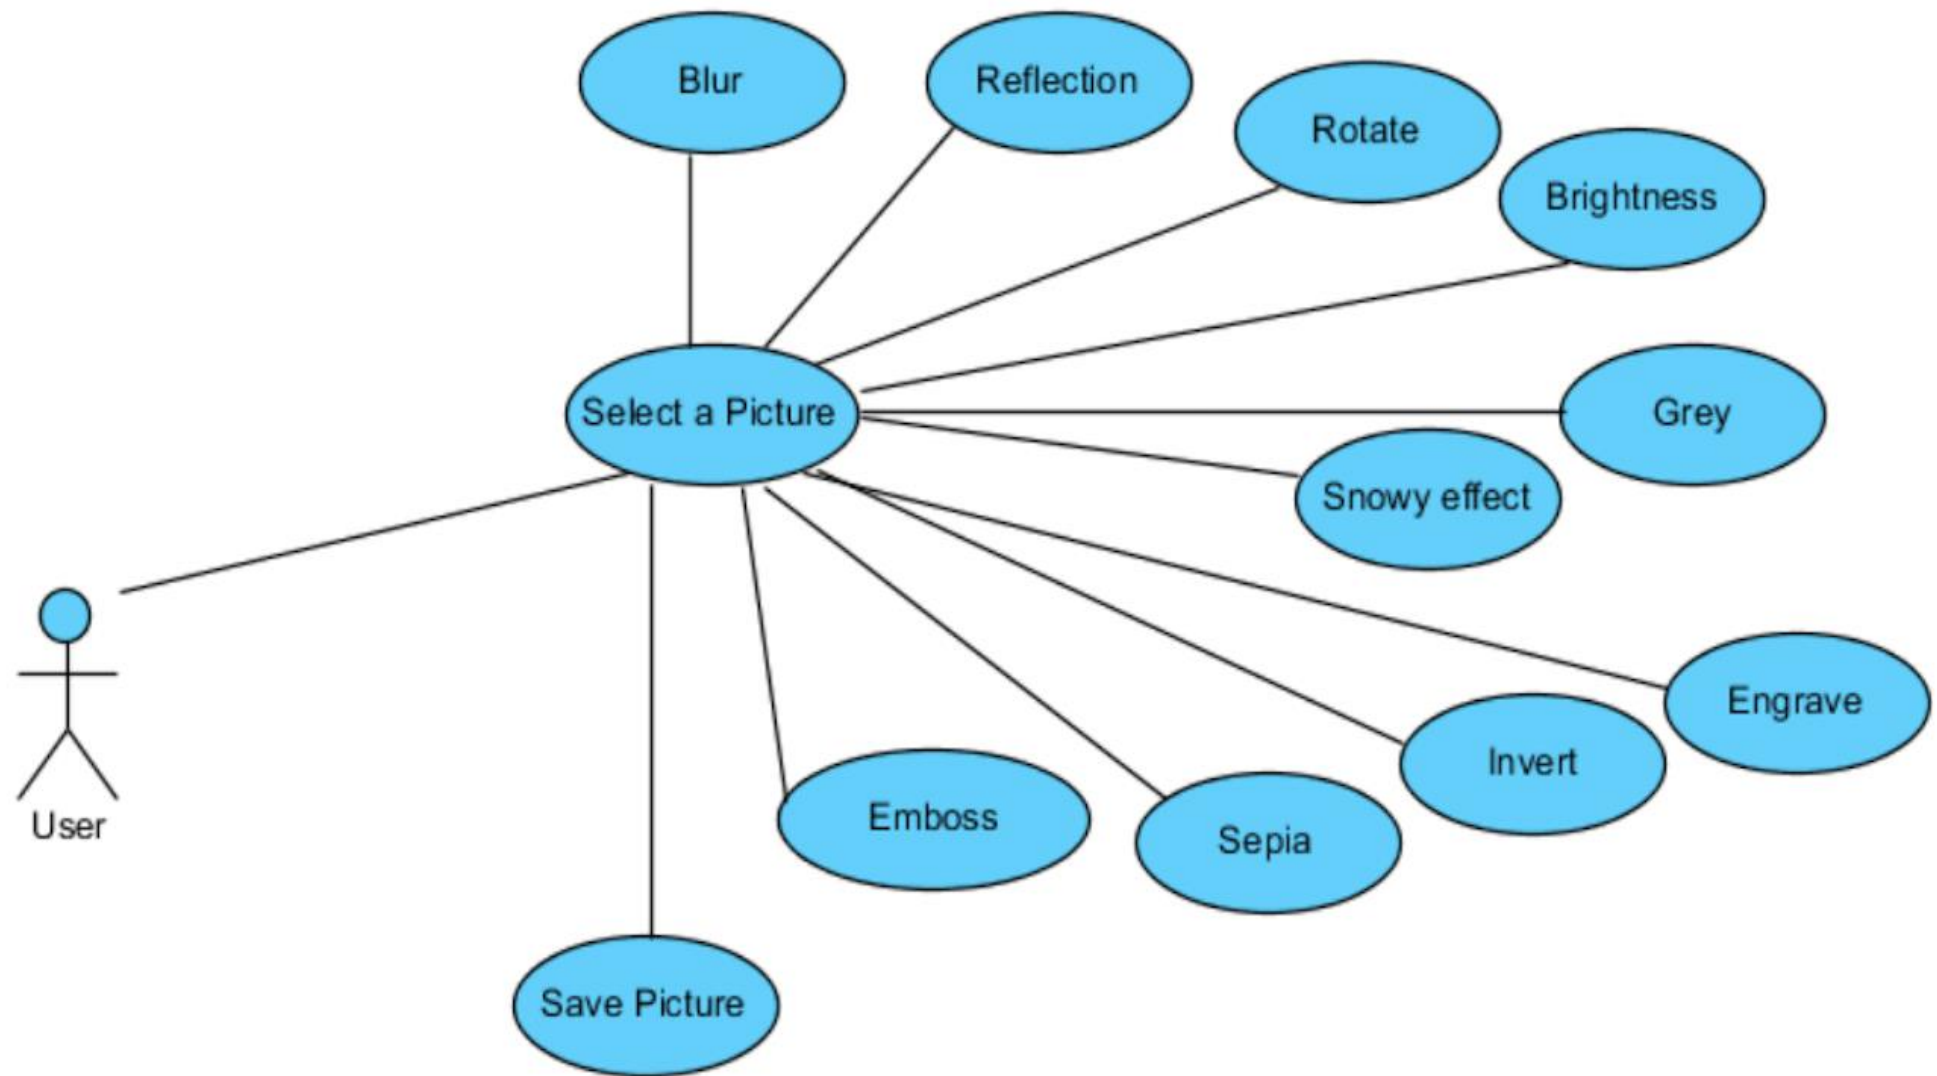 Blur
Reflection
Rotate
Brightness
Select a Picture
Grey
Snowy effect
Engrave
Invert
Emboss
Sepia
User
Save Picture